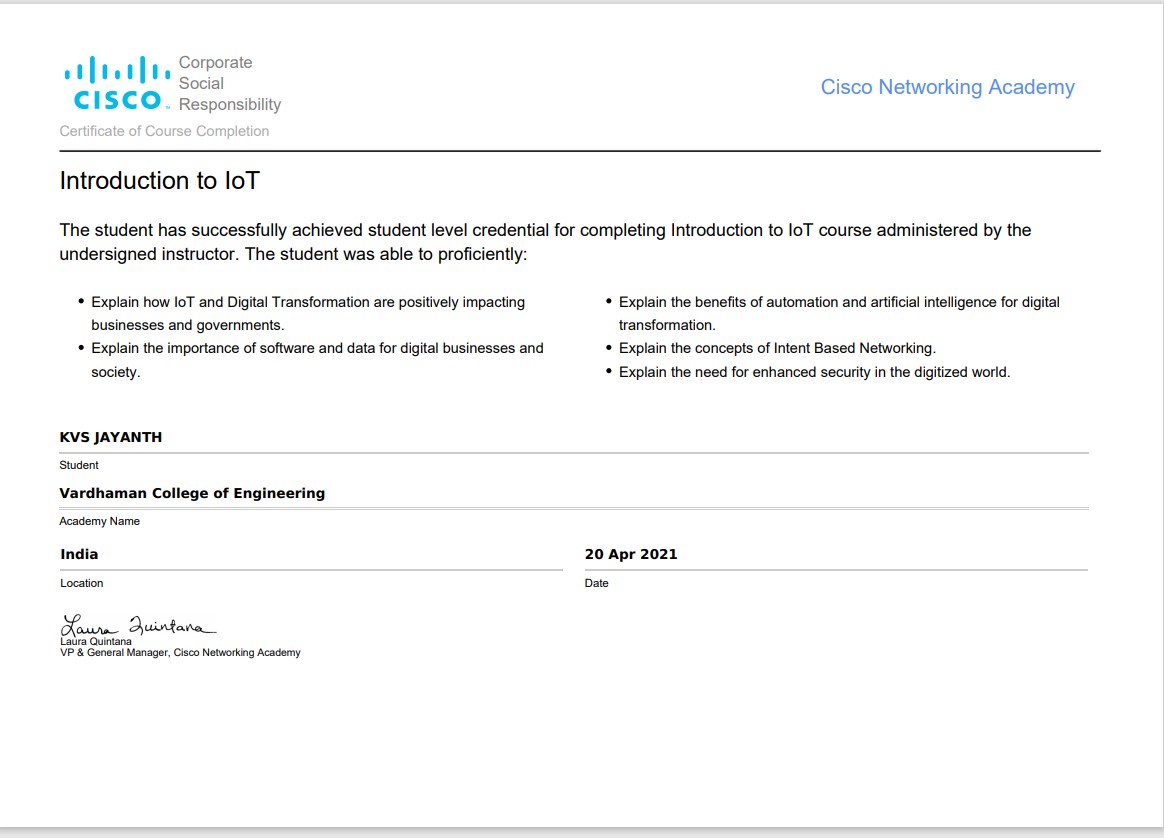 Corporate
Social
Responsibility
CISCO
Cisco Networking Academy
Certificate of Course Completion
Introduction to IoT
The student has successfully achieved student level credential for completing Introduction to IoT course administered by the
undersigned instructor. The student was able to proficiently:
• Explain how IoT and Digital Transformation are positively impacting
businesses and governments.
• Explain the importance of software and data for digital businesses and
society.
• Explain the benefits of automation and artificial intelligence for digital
transformation.
• Explain the concepts of Intent Based Networking.
• Explain the need for enhanced security in the digitized world.
KVS JAYANTH
Student
Vardhaman College of Engineering
Academy Name
India
Location
20 Apr 2021
Date
Laura Quintana
Laura Quintana
VP & General Manager, Cisco Networking Academy